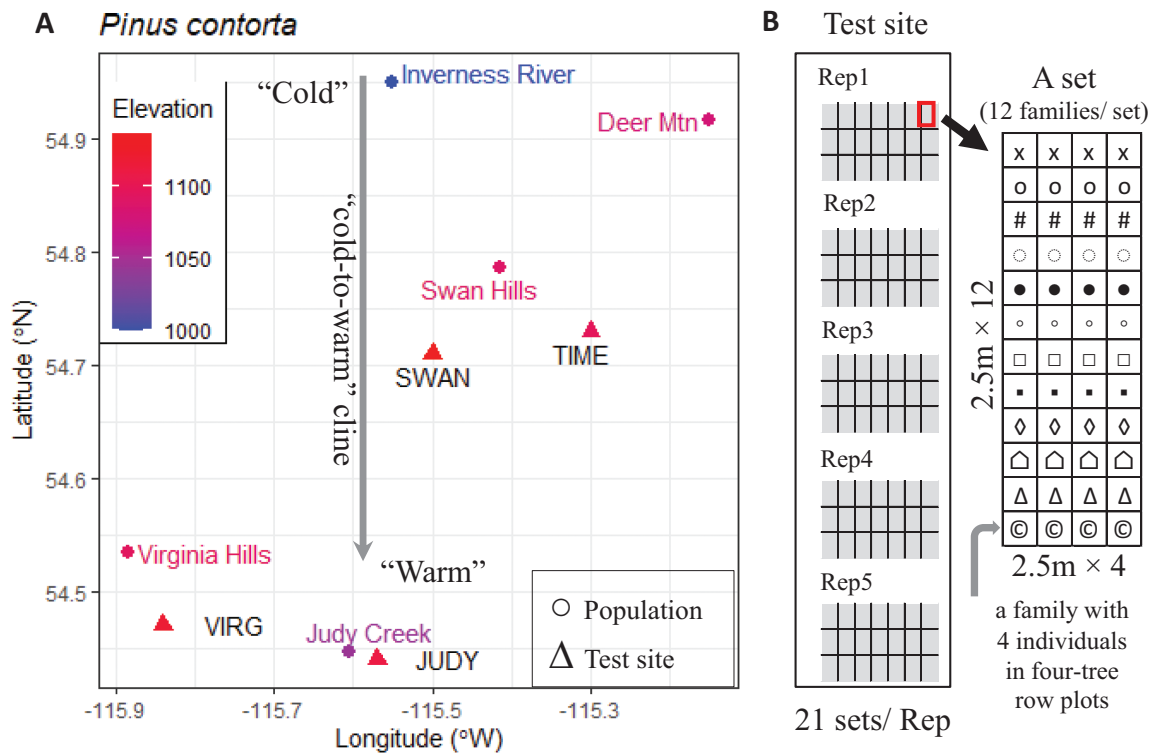 A
Pinus contorta
Elevation
1100
1050
1000
"Cold"
Inverness River
Deer Mtn
"cold-to-warm" cline
Swan Hills
TIME
SWAN
Virginia Hills
"Warm"
VIRG
Judy Creek
JUDY
○ Population
Δ Test site
54.9
54.8
54.7
54.6
54.5
Latitude (°N)
-115.9
-115.7
-115.5
-115.3
Longitude (°W)
B
Test site
Rep1
Rep2
Rep3
Rep4
Rep5
21 sets/ Rep
A set
(12 families/ set)
x x x x
o o o o
# # # #
◌ ◌ ◌ ◌
● ● ● ●
○ ○ ○ ○
□ □ □ □
▪ ▪ ▪ ▪
◊ ◊ ◊ ◊
⌂ ⌂ ⌂ ⌂
Δ Δ Δ Δ
© © © ©
2.5m × 12
2.5m × 4
a family with
4 individuals
in four-tree
row plots